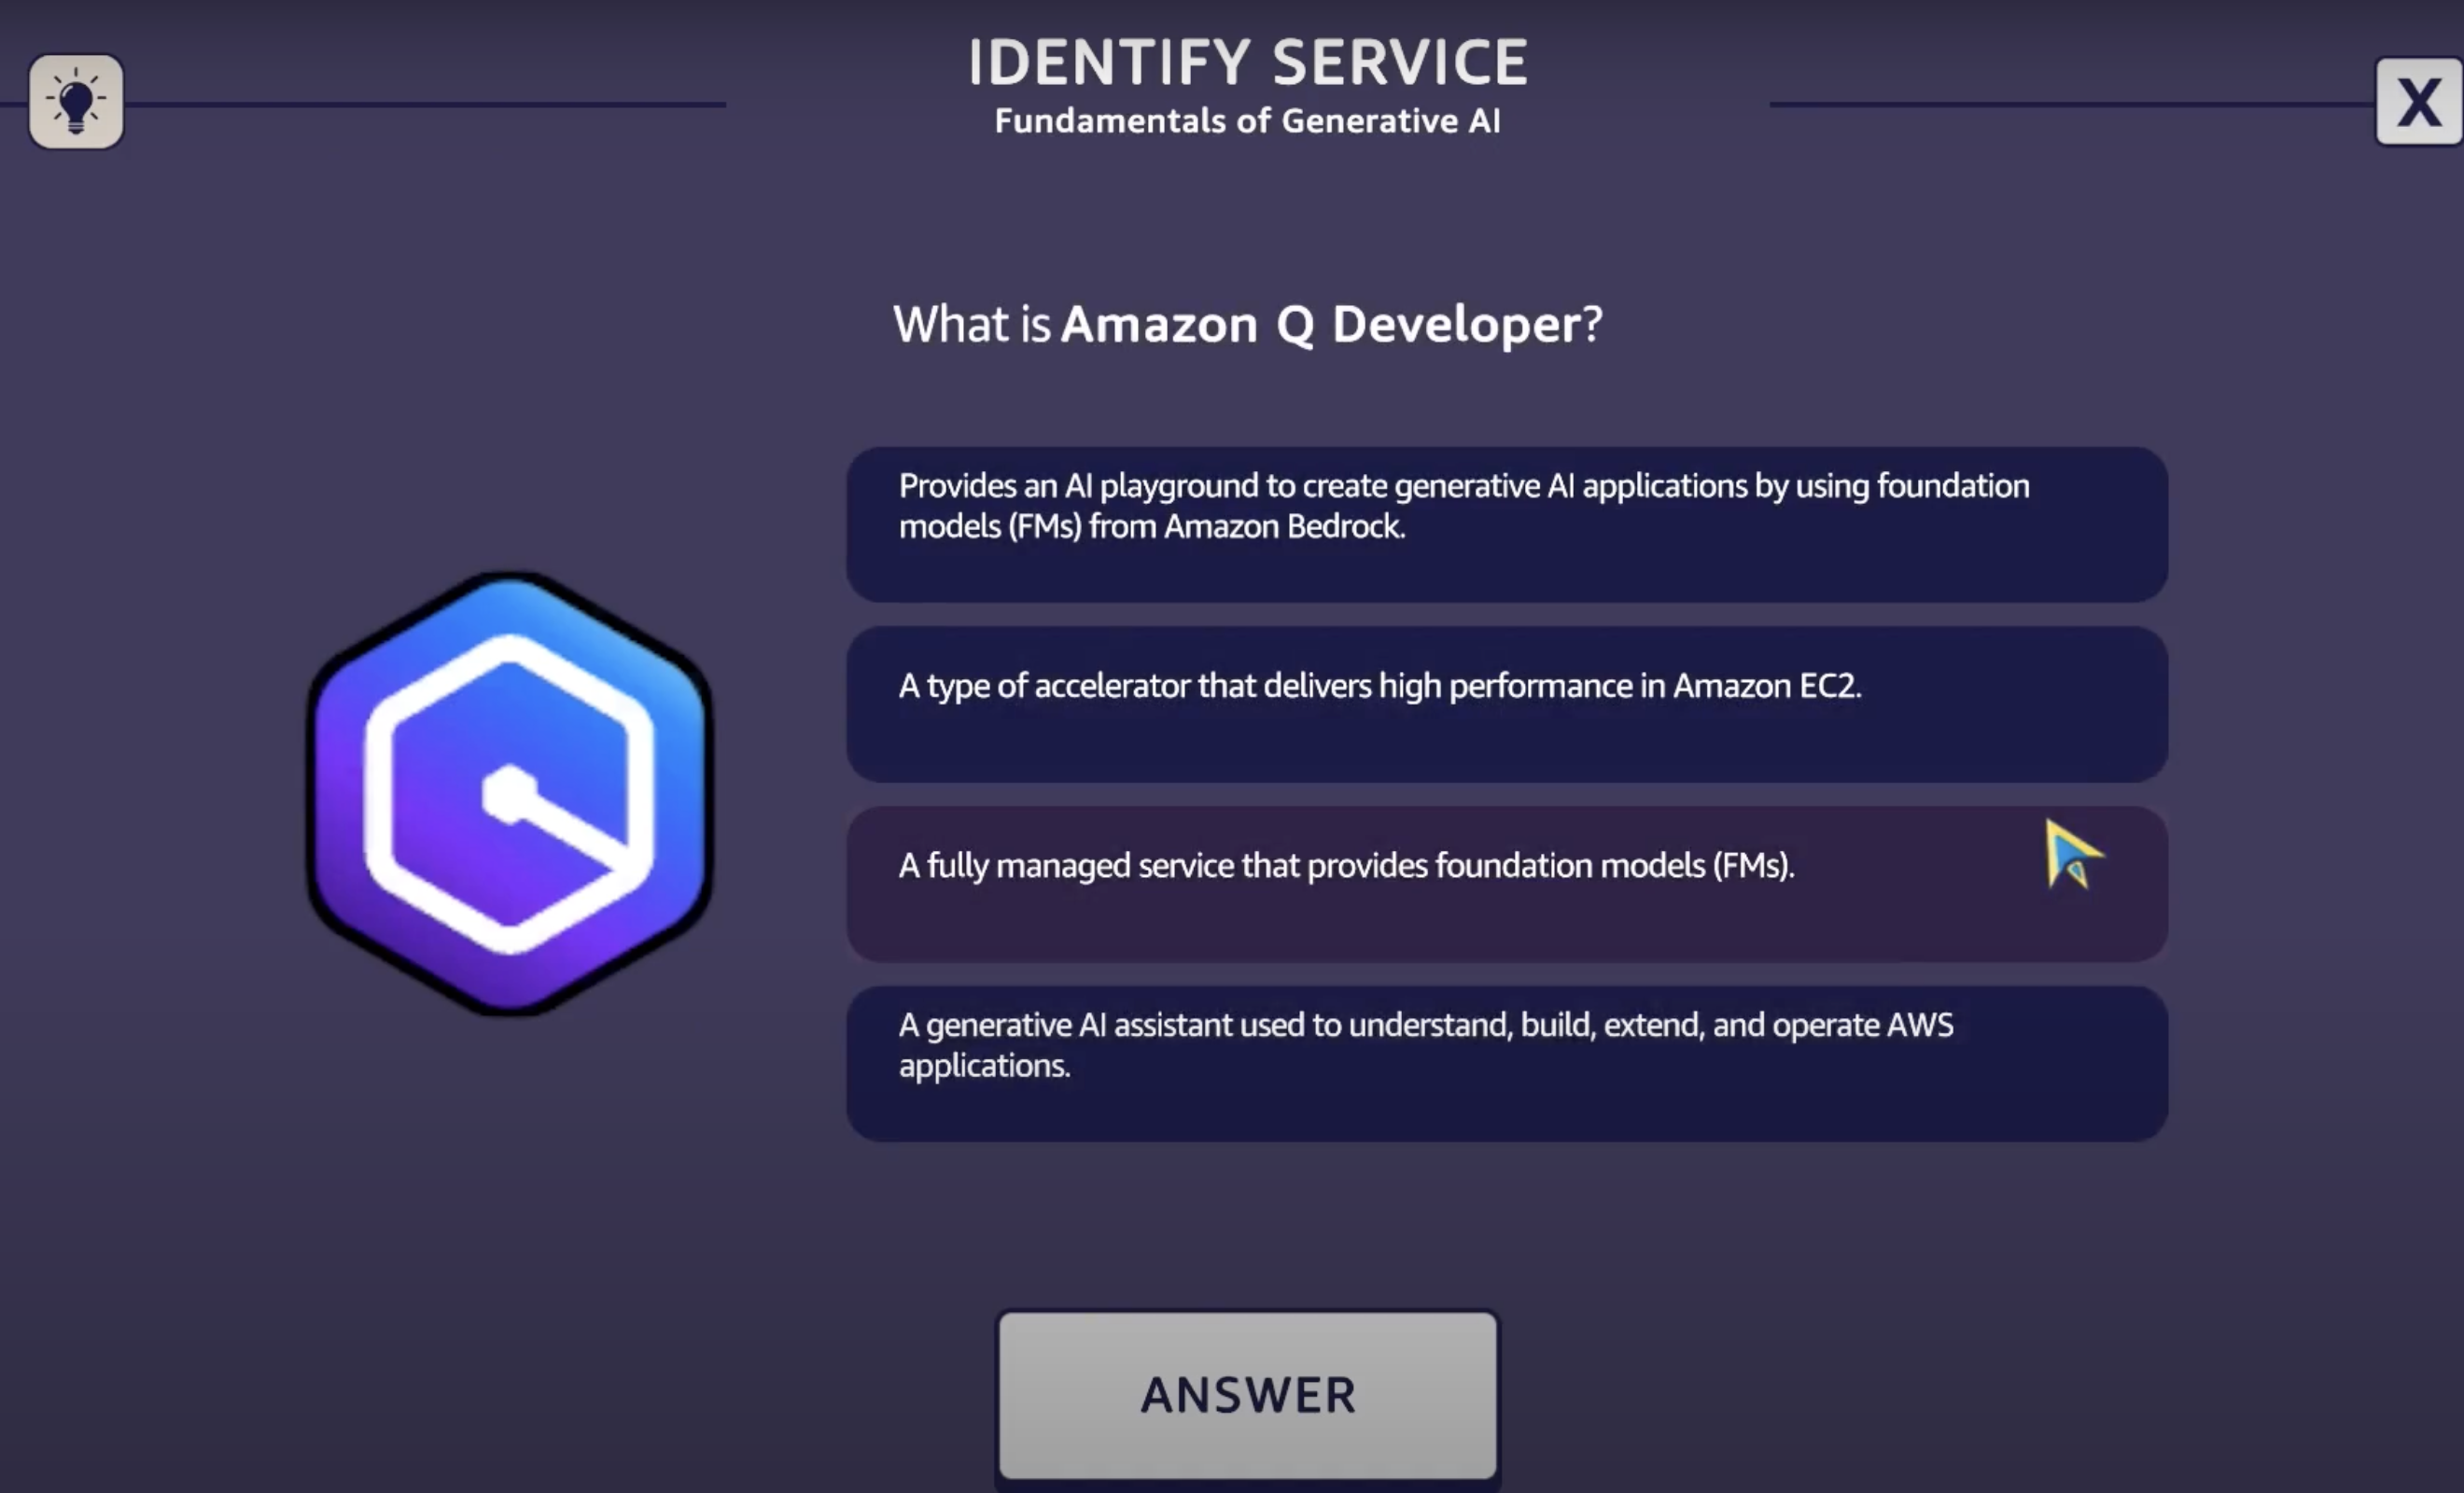 IDENTIFY SERVICE
Fundamentals of Generative AI
X
What is Amazon Q Developer?
Provides an AI playground to create generative AI applications by using foundation
models (FMs) from Amazon Bedrock.
A type of accelerator that delivers high performance in Amazon EC2.
A fully managed service that provides foundation models (FMs).
A generative AI assistant used to understand, build, extend, and operate AWS
applications.
ANSWER